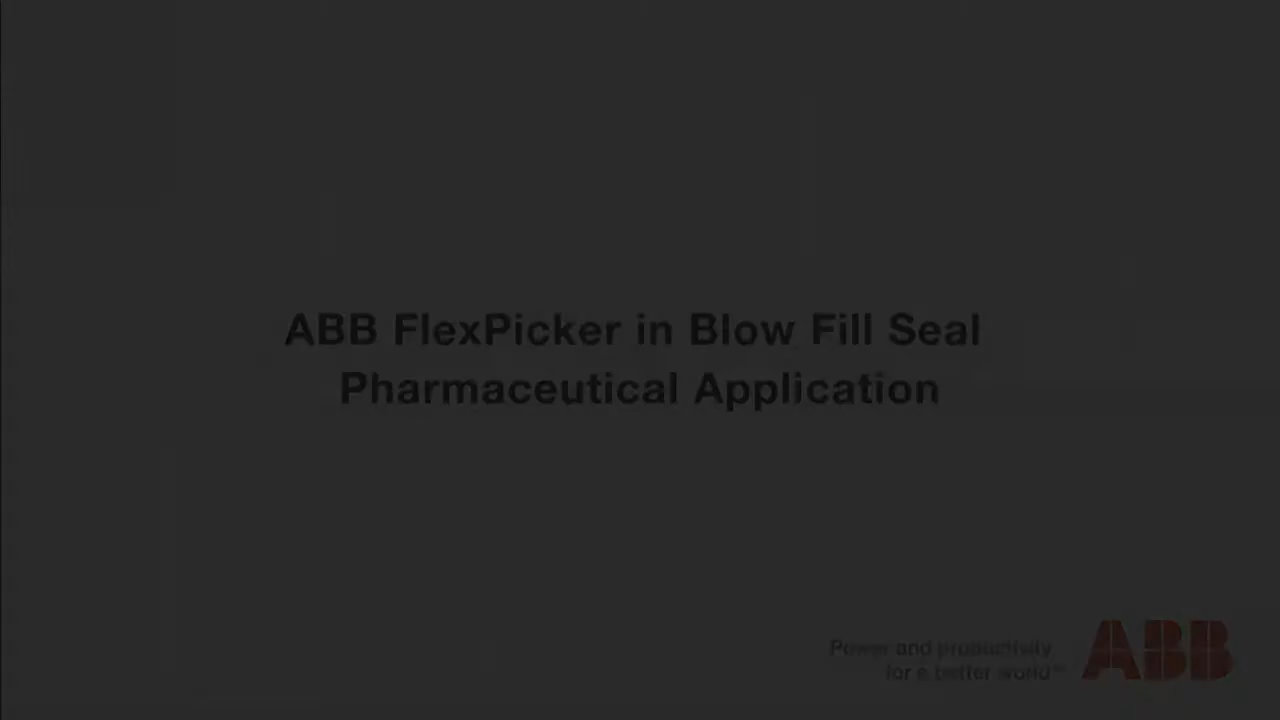 ABB FlexPicker in Blow Fill Seal
Pharmaceutical Application
Power and productivity
for a better world™
ABB